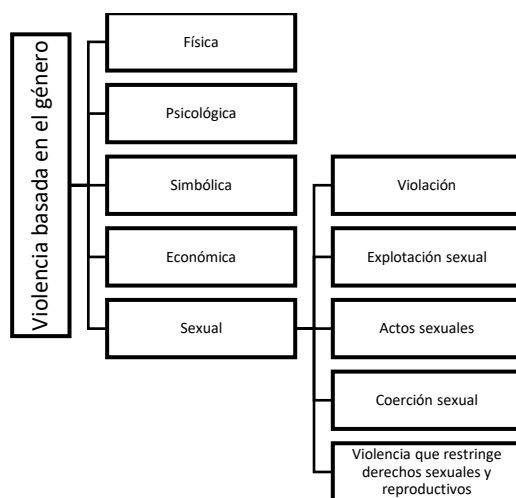 Violencia basada en el género
Física
Psicológica
Simbólica
Económica
Sexual
Violación
Explotación sexual
Actos sexuales
Coerción sexual
Violencia que restringe
derechos sexuales y
reproductivos